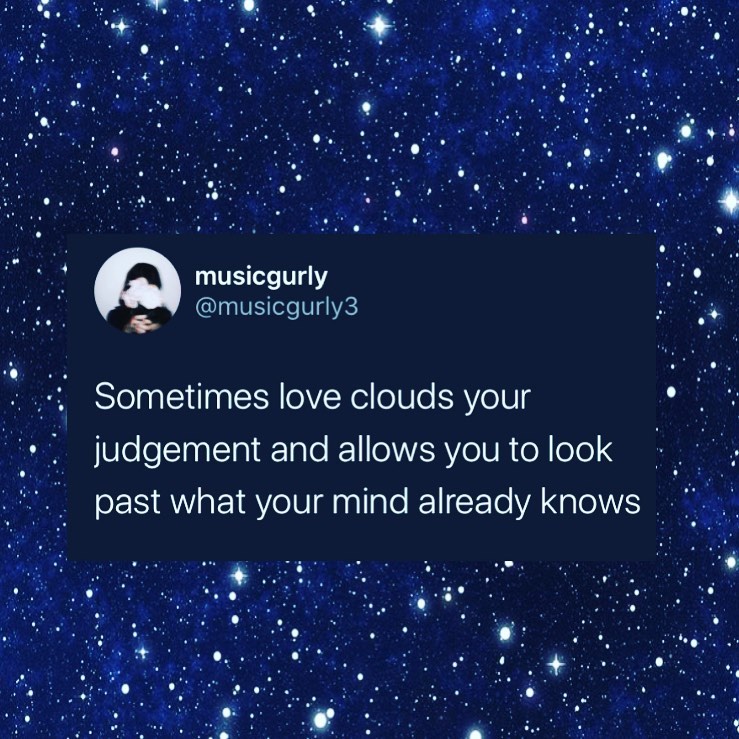 musicgurly
@musicgurly3
Sometimes love clouds your
judgement and allows you to look
past what your mind already knows